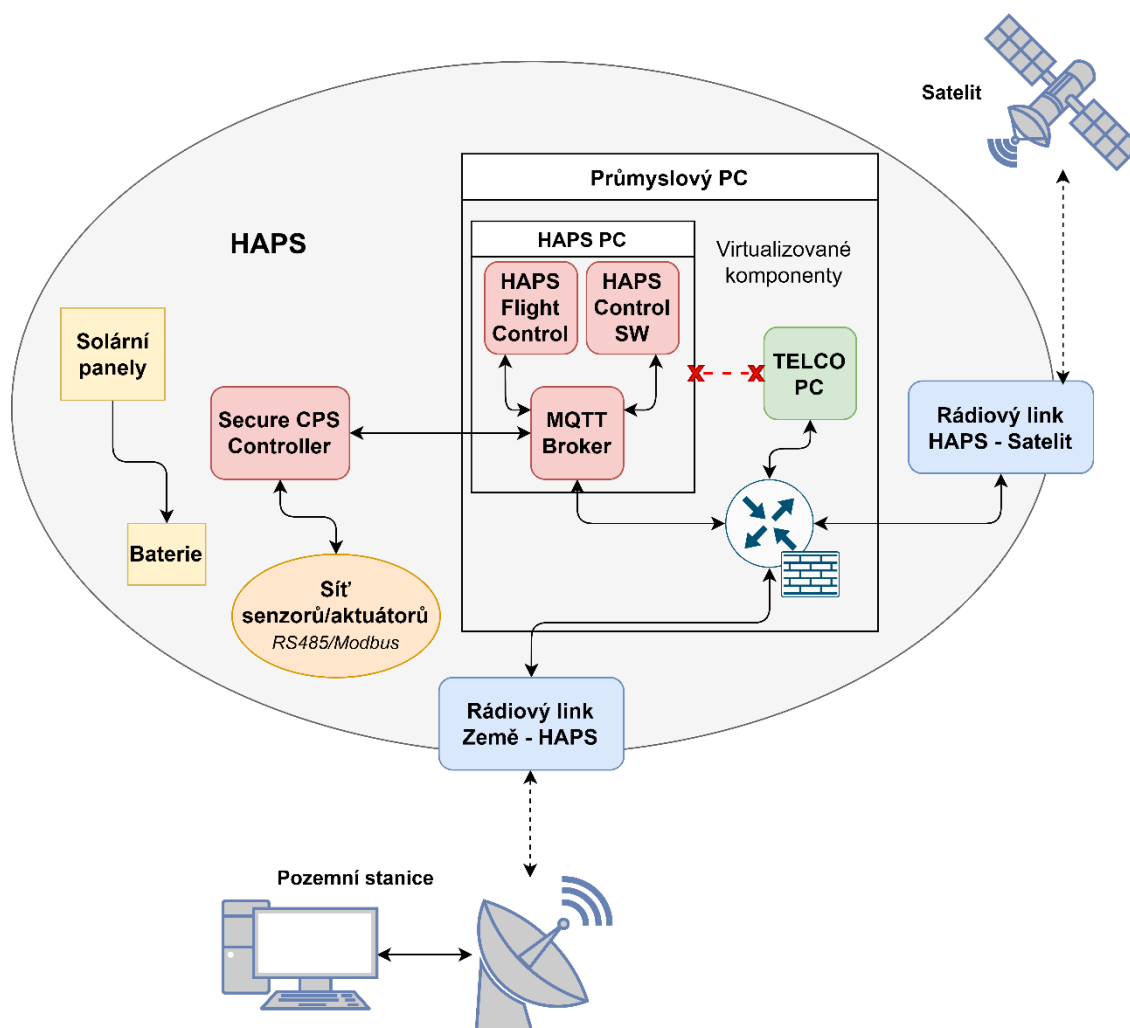 Satelit
Průmyslový PC
HAPS
HAPS PC
Virtualizované
komponenty
HAPS
Flight
Control
HAPS
Control
SW
Solární
panely
TELCO
PC
Secure CPS
Controller
MQTT
Broker
Rádiový link
HAPS - Satelit
Baterie
Síť
senzorů/aktuátorů
RS485/Modbus
Rádiový link
Země - HAPS
Pozemní stanice